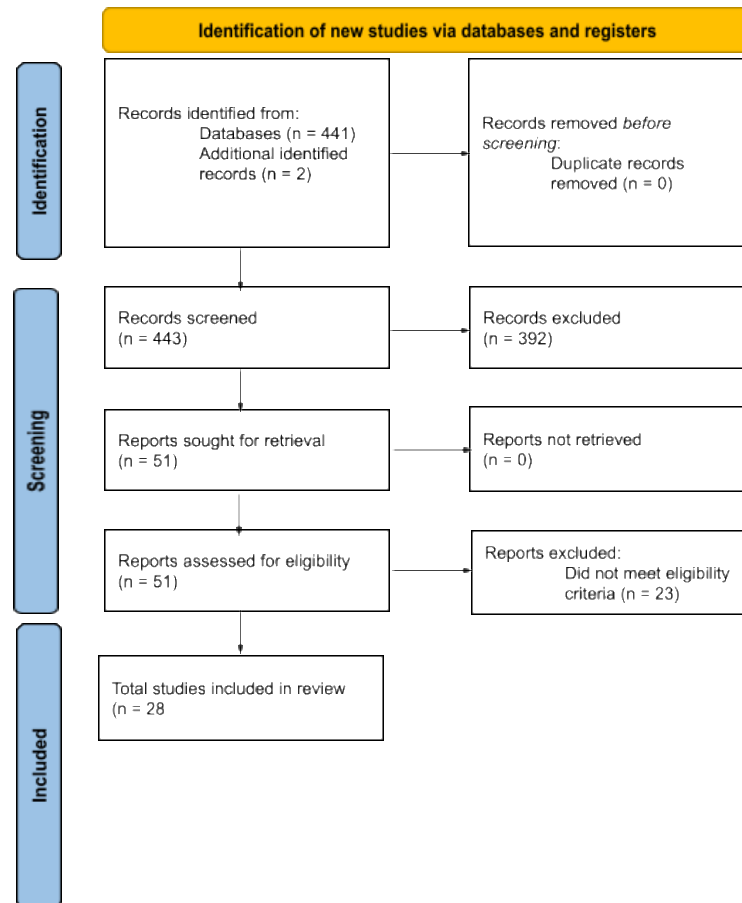 Identification of new studies via databases and registers
Identification
Records identified from:
Databases (n = 441)
Additional identified
records (n = 2)
Records removed before
screening:
Duplicate records
removed (n = 0)
Screening
Records screened
(n = 443)
Records excluded
(n = 392)
Reports sought for retrieval
(n = 51)
Reports not retrieved
(n = 0)
Reports assessed for eligibility
(n = 51)
Reports excluded:
Did not meet eligibility
criteria (n = 23)
Included
Total studies included in review
(n = 28